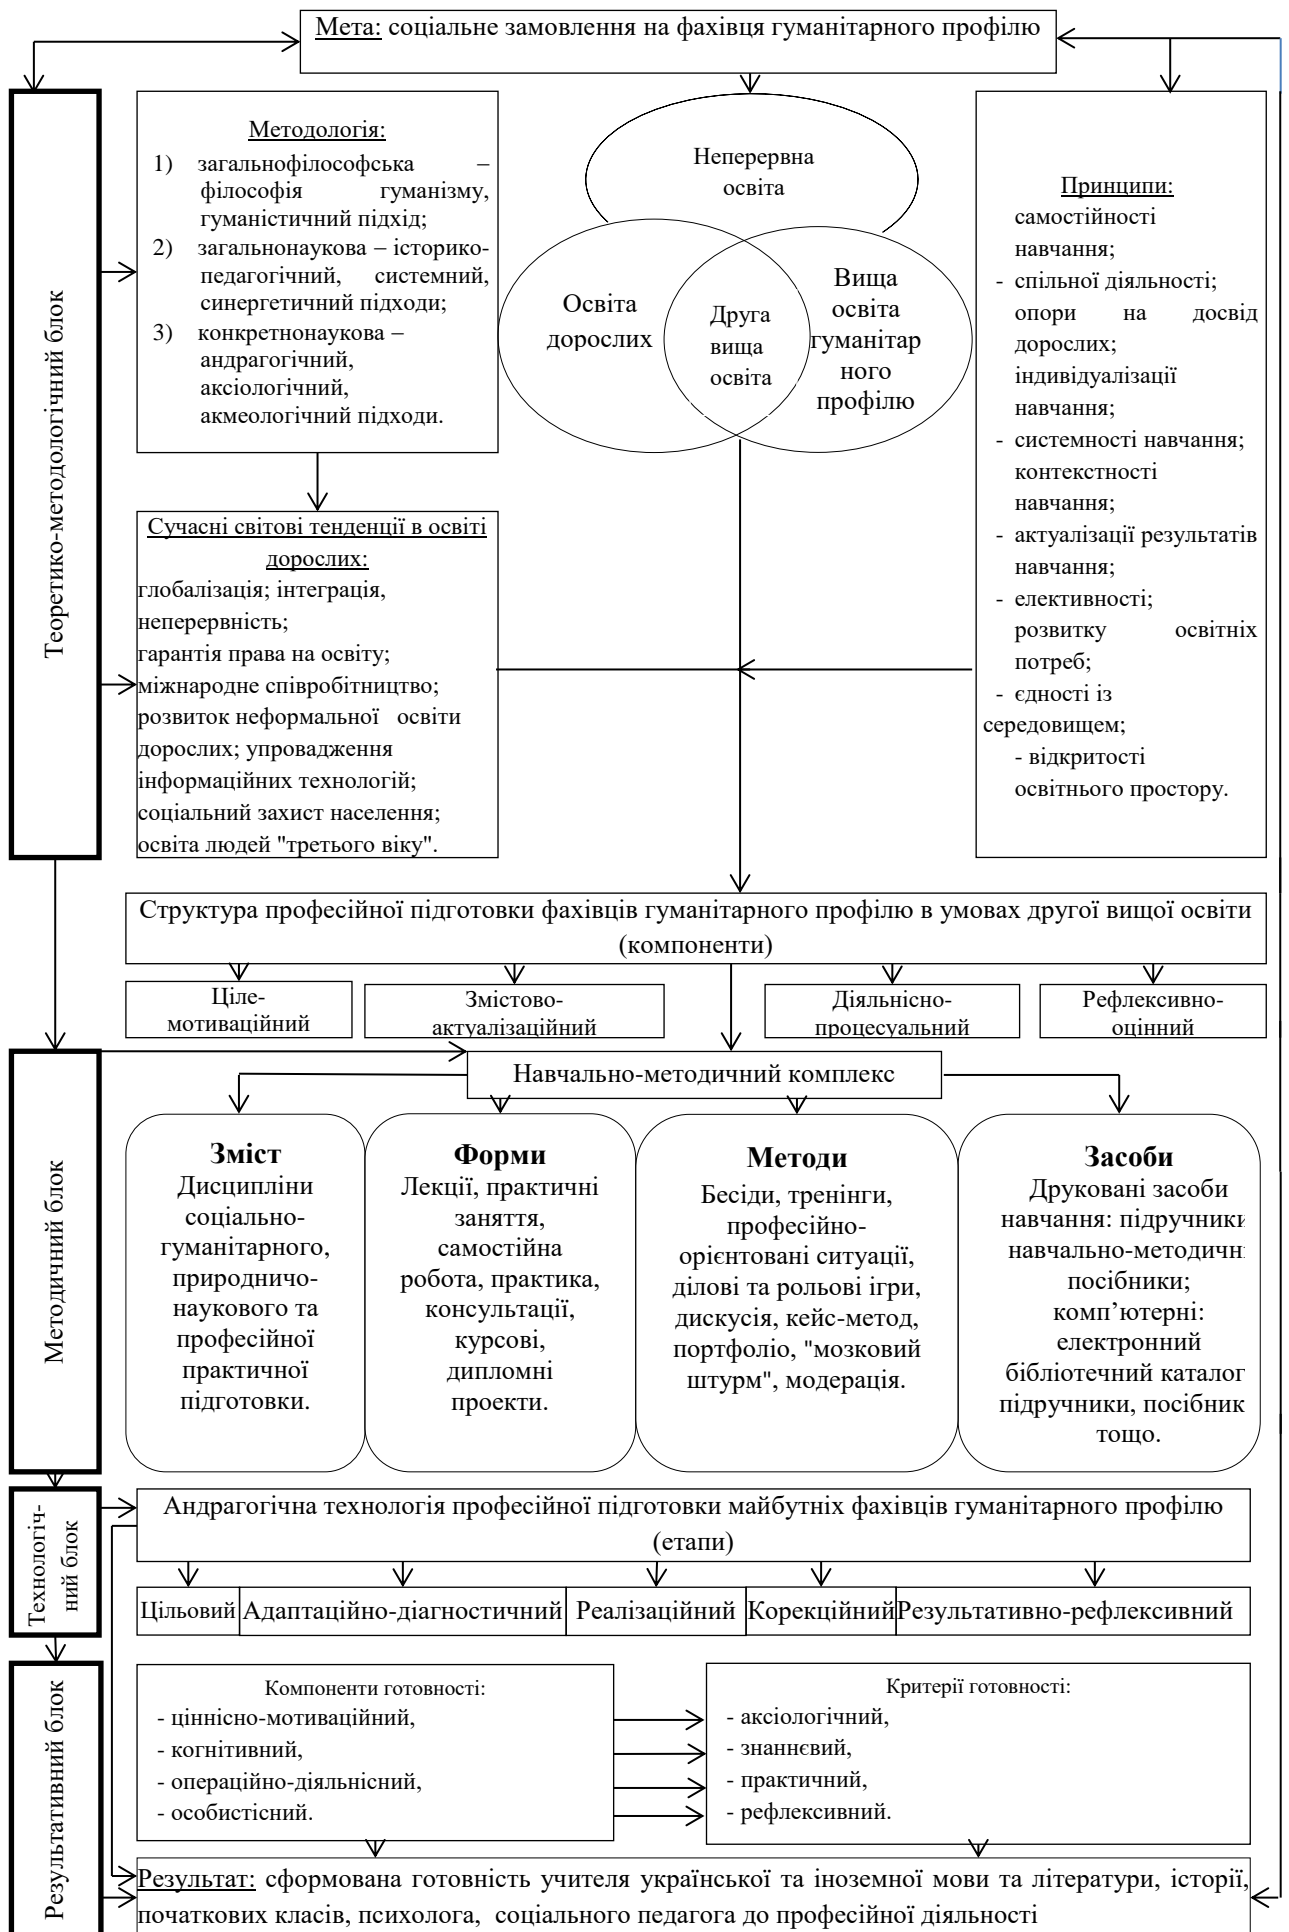 Мета: соціальне замовлення на фахівця гуманітарного профілю
Теоретико-методологічний блок
Методологія:
1) загальнофілософська –
філософія гуманізму,
гуманістичний підхід;
2) загальнонаукова – історико-
педагогічний, системний,
синергетичний підходи;
3) конкретнонаукова –
андрагогічний,
аксіологічний,
акмеологічний підходи.
Неперервна
освіта
Освіта
дорослих
Друга
вища
освіта
Вища
освіта
гуманітар
ного
профілю
Принципи:
самостійності
навчання;
- спільної діяльності;
опори на досвід
дорослих;
індивідуалізації
навчання;
- системності навчання;
контекстності
навчання;
- актуалізації результатів
навчання;
- елективності;
розвитку освітніх
потреб;
- єдності із
середовищем;
- відкритості
освітнього простору.
Сучасні світові тенденції в освіті
дорослих:
глобалізація; інтеграція,
неперервність;
гарантія права на освіту;
міжнародне співробітництво;
розвиток неформальної освіти
дорослих; упровадження
інформаційних технологій;
соціальний захист населення;
освіта людей "третього віку".
Структура професійної підготовки фахівців гуманітарного профілю в умовах другої вищої освіти
(компоненти)
Ціле-
мотиваційний
Змістово-
актуалізаційний
Діяльнісно-
процесуальний
Рефлексивно-
оцінний
Методичний блок
Навчально-методичний комплекс
Зміст
Дисципліни
соціально-
гуманітарного,
природничо-
наукового та
професійної
практичної
підготовки.
Форми
Лекції, практичні
заняття,
самостійна
робота, практика,
консультації,
курсові,
дипломні
проекти.
Методи
Бесіди, тренінги,
професійно-
орієнтовані ситуації,
ділові та рольові ігри,
дискусія, кейс-метод,
портфоліо, "мозковий
штурм", модерація.
Засоби
Друковані засоби
навчання: підручники
навчально-методичн
посібники;
комп’ютерні:
електронний
бібліотечний каталог
підручники, посібник
тощо.
Технологіч-
ний блок
Андрагогічна технологія професійної підготовки майбутніх фахівців гуманітарного профілю
(етапи)
Цільовий
Адаптаційно-діагностичний
Реалізаційний
Корекційний
Результативно-рефлексивний
Результативний блок
Компоненти готовності:
- ціннісно-мотиваційний,
- когнітивний,
- операційно-діяльнісний,
- особистісний.
Критерії готовності:
- аксіологічний,
- знаннєвий,
- практичний,
- рефлексивний.
Результат: сформована готовність учителя української та іноземної мови та літератури, історії,
початкових класів, психолога, соціального педагога до професійної діяльності